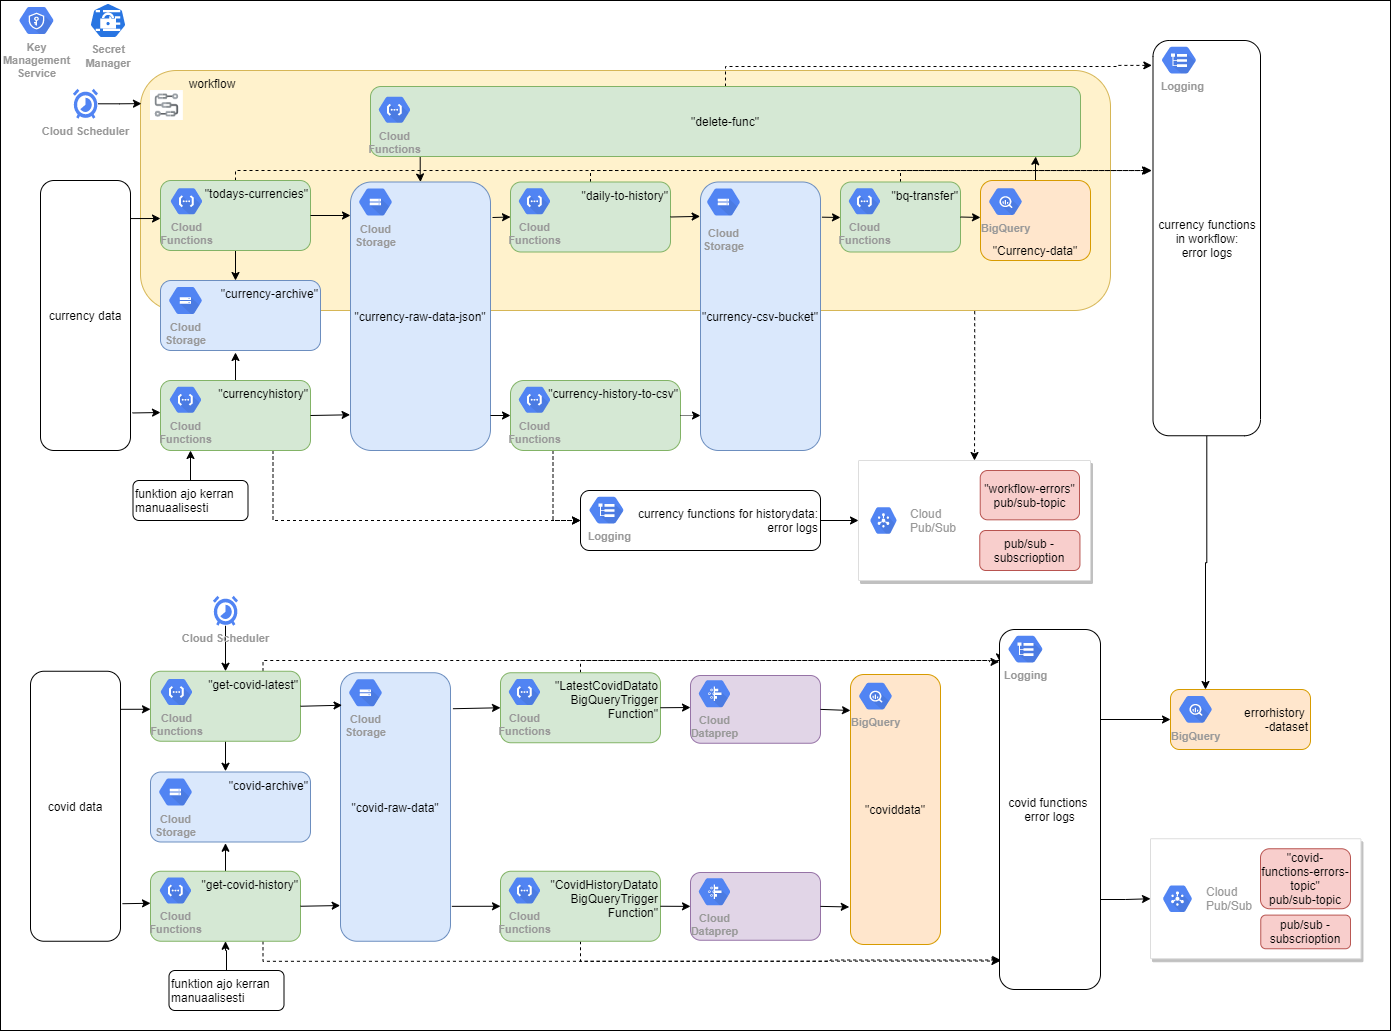 Key
Management
Service
Secret
Manager
Cloud Scheduler
workflow
Cloud
Functions
"delete-func"
Logging
currency functions
in workflow:
error logs
currency data
"todays-currencies"
Cloud
Functions
Cloud
Storage
"currency-raw-data-json"
"daily-to-history"
Cloud
Functions
Cloud
Storage
"currency-csv-bucket"
"bq-transfer"
Cloud
Functions
BigQuery
"Currency-data"
"currency-archive"
Cloud
Storage
"currencyhistory"
Cloud
Functions
"currency-history-to-csv"
Cloud
Functions
funktion ajo kerran
manuaalisesti
Logging
currency functions for historydata:
error logs
Cloud
Pub/Sub
"workflow-errors"
pub/sub-topic
pub/sub -
subscrioption
Cloud Scheduler
covid data
"get-covid-latest"
Cloud
Functions
Cloud
Storage
"covid-raw-data"
"LatestCovidDatato
BigQueryTrigger
Function"
Cloud
Functions
Cloud
Dataprep
BigQuery
"coviddata"
Logging
covid functions
error logs
BigQuery
errorhistory
-dataset
"covid-archive"
Cloud
Storage
"get-covid-history"
Cloud
Functions
"CovidHistoryDatato
BigQueryTrigger
Function"
Cloud
Functions
Cloud
Dataprep
funktion ajo kerran
manuaalisesti
Cloud
Pub/Sub
"covid-
functions-errors-
topic"
pub/sub-topic
pub/sub -
subscrioption